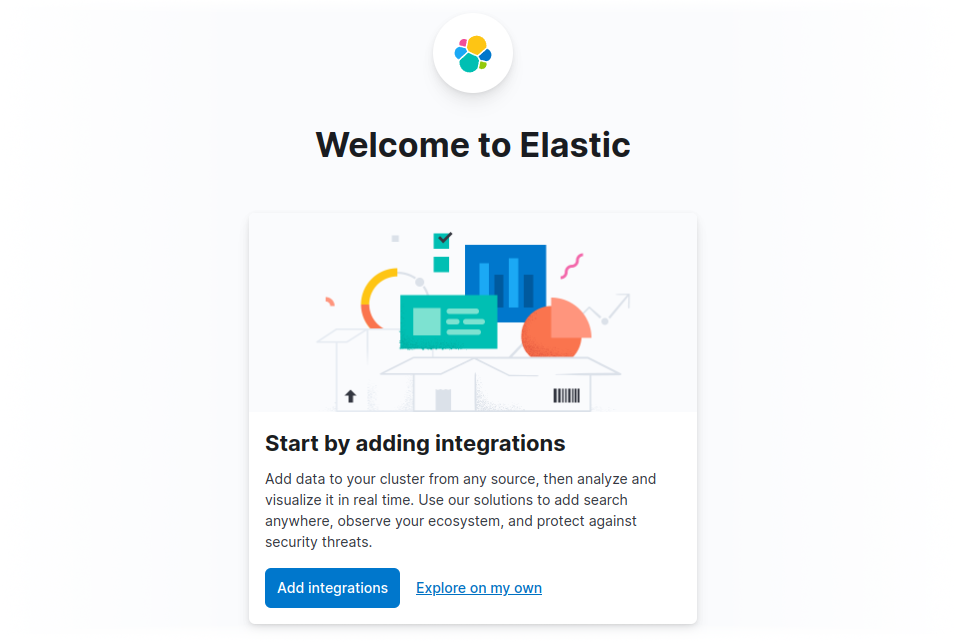 Welcome to Elastic
Start by adding integrations
Add data to your cluster from any source, then analyze and
visualize it in real time. Use our solutions to add search
anywhere, observe your ecosystem, and protect against
security threats.
Add integrations
Explore on my own